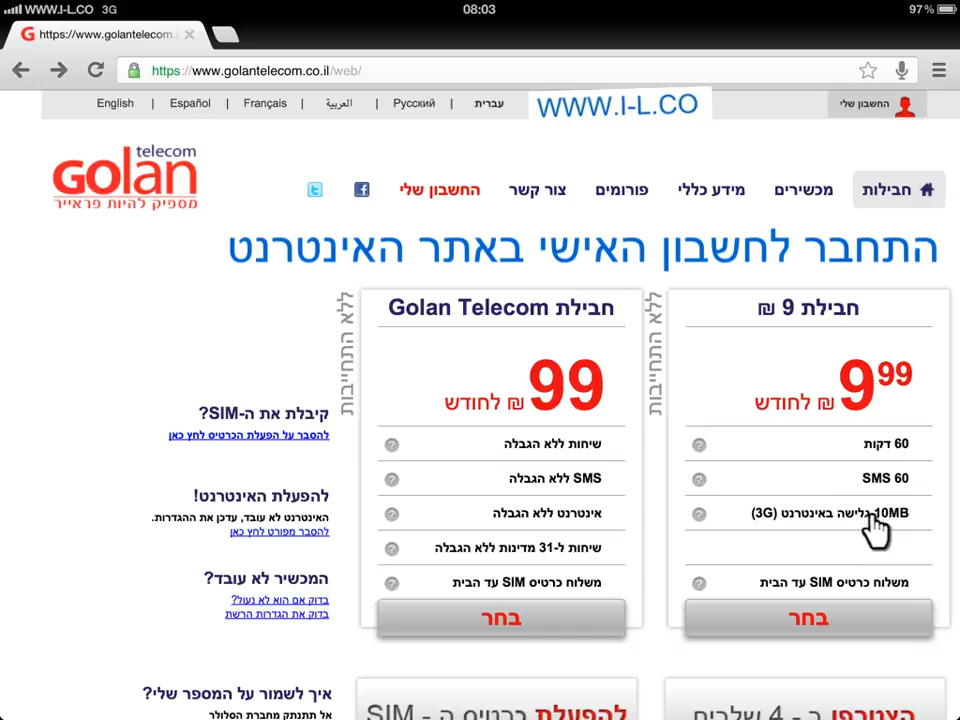 WWW.I-L.CO 3G 08:03 97%
https://www.golantelecom.
https://www.golantelecom.co.il/web/
English | Español | Français | العربية | Русский | עברית
WWW.I-L.CO
החשבון שלי
telecom
Golan
מספיק להיות פראייר
חבילות
מכשירים
מידע כללי
פורומים
צור קשר
החשבון שלי
התחבר לחשבון האישי באתר האינטרנט
חבילת 9 ₪
ללא התחייבות
9.99 ₪ לחודש
60 דקות
60 SMS
10MB גלישה באינטרנט (3G)
משלוח כרטיס SIM עד הבית
בחר
חבילת Golan Telecom
ללא התחייבות
99 ₪ לחודש
שיחות ללא הגבלה
SMS ללא הגבלה
אינטרנט ללא הגבלה
שיחות ל-31 מדינות ללא הגבלה
משלוח כרטיס SIM עד הבית
בחר
קיבלת את ה-SIM?
להסבר על הפעלת הכרטיס לחץ כאן
להפעלת האינטרנט!
האינטרנט לא עובד, עדכן את ההגדרות.
להסבר מפורט לחץ כאן
המכשיר לא עובד?
בדוק אם הוא לא נעול?
בדוק את הגדרות הרשת
איך לשמור על המספר שלי?
אל תתנתק מחברת הסלולר
הצטרפו ב - 4 שלבים
להפעלת כרטיס ה - SIM